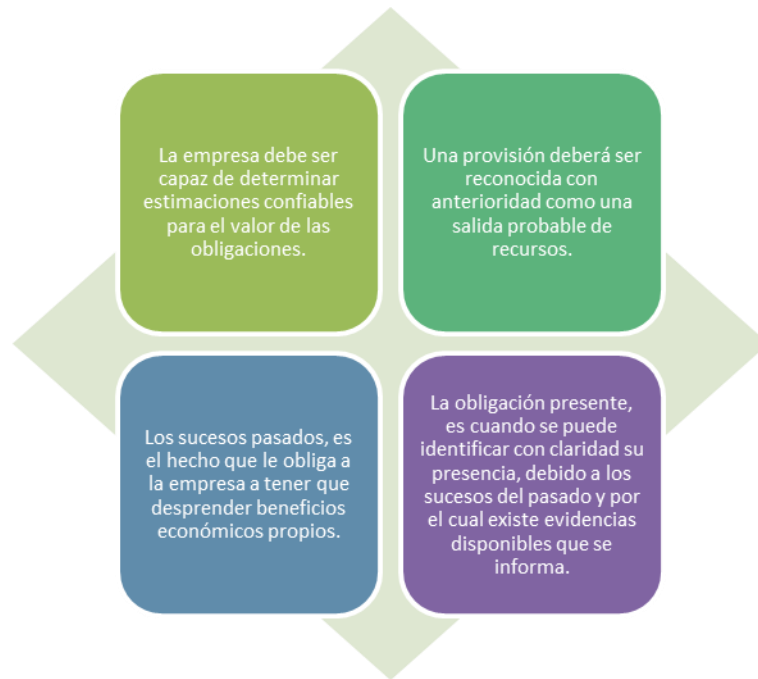 La empresa debe ser
capaz de determinar
estimaciones confiables
para el valor de las
obligaciones.
Una provisión deberá ser
reconocida con
anterioridad como una
salida probable de
recursos.
Los sucesos pasados, es
el hecho que le obliga a
la empresa a tener que
desprender beneficios
económicos propios.
La obligación presente,
es cuando se puede
identificar con claridad su
presencia, debido a los
sucesos del pasado y por
el cual existe evidencias
disponibles que se
informa.